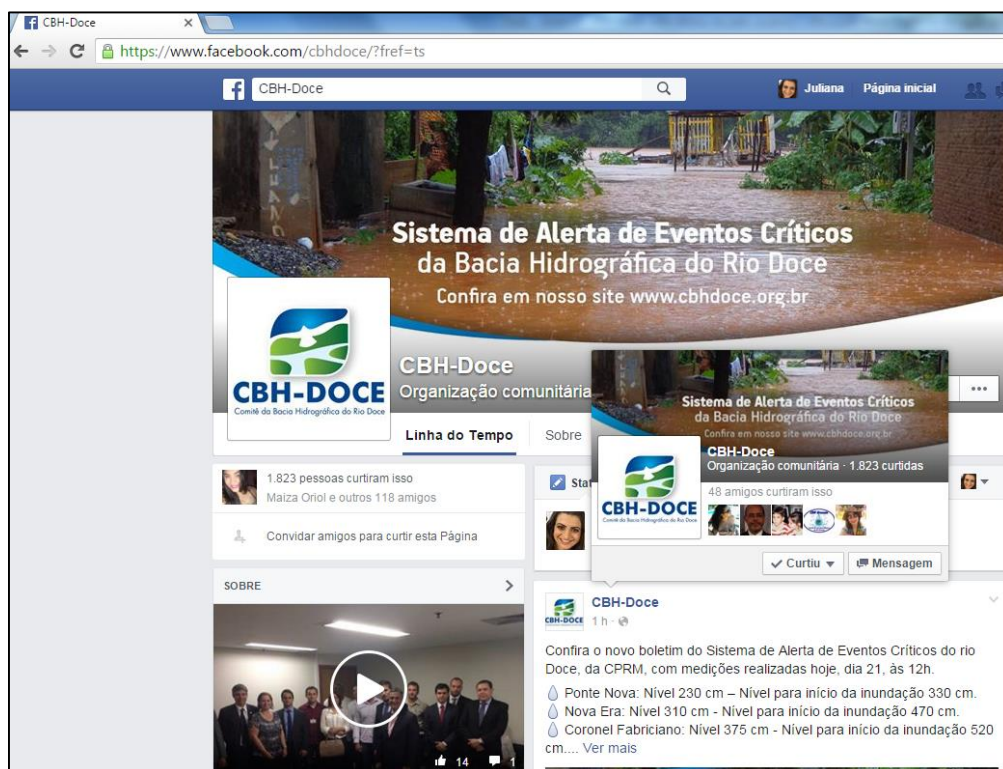 CBH-Doce
https://www.facebook.com/cbhdoce/?fref=ts
CBH-Doce
Juliana Página inicial
LUANO
Sistema de Alerta de Eventos Críticos
da Bacia Hidrográfica do Rio Doce
Confira em nosso site www.cbhdoce.org.br
CBH-DOCE
Comitê da Bacia Hidrográfica do Rio Doce
CBH-Doce
Organização comunitária
Linha do Tempo Sobre
Sistema de Alerta de Eventos Críticos
da Bacia Hidrográfica do Rio Doce
Confira em nosso site www.cbhdoce.org.br
CBH-Doce
Organização comunitária · 1.823 curtidas
CBH-DOCE
Comitê da Bacia Hidrográfica do Rio Doce
48 amigos curtiram isso
Curtiu Mensagem
1.823 pessoas curtiram isso
Maiza Oriol e outros 118 amigos
Convidar amigos para curtir esta Página
SOBRE
14 1
Stat
CBH-DOCE
CBH-Doce
1 h ·
Confira o novo boletim do Sistema de Alerta de Eventos Críticos do rio
Doce, da CPRM, com medições realizadas hoje, dia 21, às 12h.
Ponte Nova: Nível 230 cm – Nível para início da inundação 330 cm.
Nova Era: Nível 310 cm - Nível para início da inundação 470 cm.
Coronel Fabriciano: Nível 375 cm - Nível para início da inundação 520
cm.... Ver mais